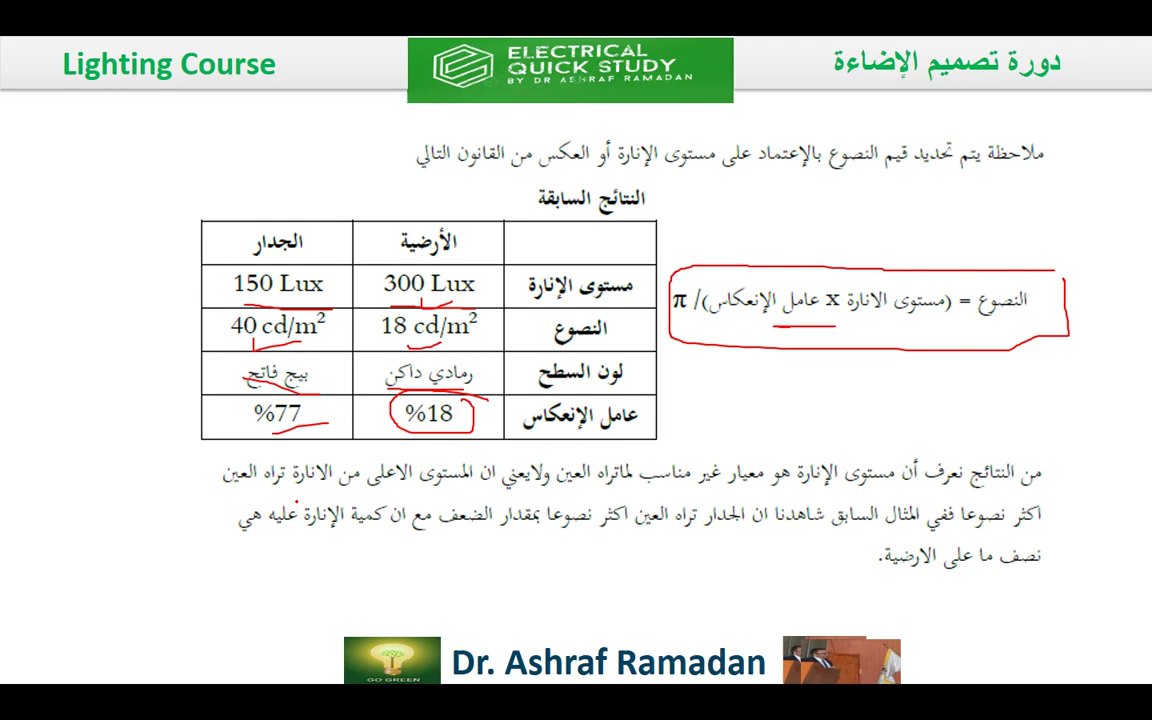 Lighting Course
ELECTRICAL
QUICK STUDY
BY DR ASHRAF RAMADAN
دورة تصميم الإضاءة
ملاحظة يتم تحديد قيم النصوع بالإعتماد على مستوى الإنارة أو العكس من القانون التالي
النتائج السابقة
الأرضية الجدار
مستوى الإنارة 300 Lux 150 Lux
النصوع 18 cd/m² 40 cd/m²
لون السطح رمادي داكن بيج فاتح
عامل الإنعكاس %18 %77
النصوع = (مستوى الانارة x عامل الإنعكاس)/ π
من النتائج نعرف أن مستوى الإنارة هو معيار غير مناسب لماتراه العين ولايعني ان المستوى الاعلى من الانارة تراه العين
اكثر نصوعا ففي المثال السابق شاهدنا ان الجدار تراه العين اكثر نصوعا بمقدار الضعف مع ان كمية الإنارة عليه هي
نصف ما على الارضية.
GO GREEN
Dr. Ashraf Ramadan